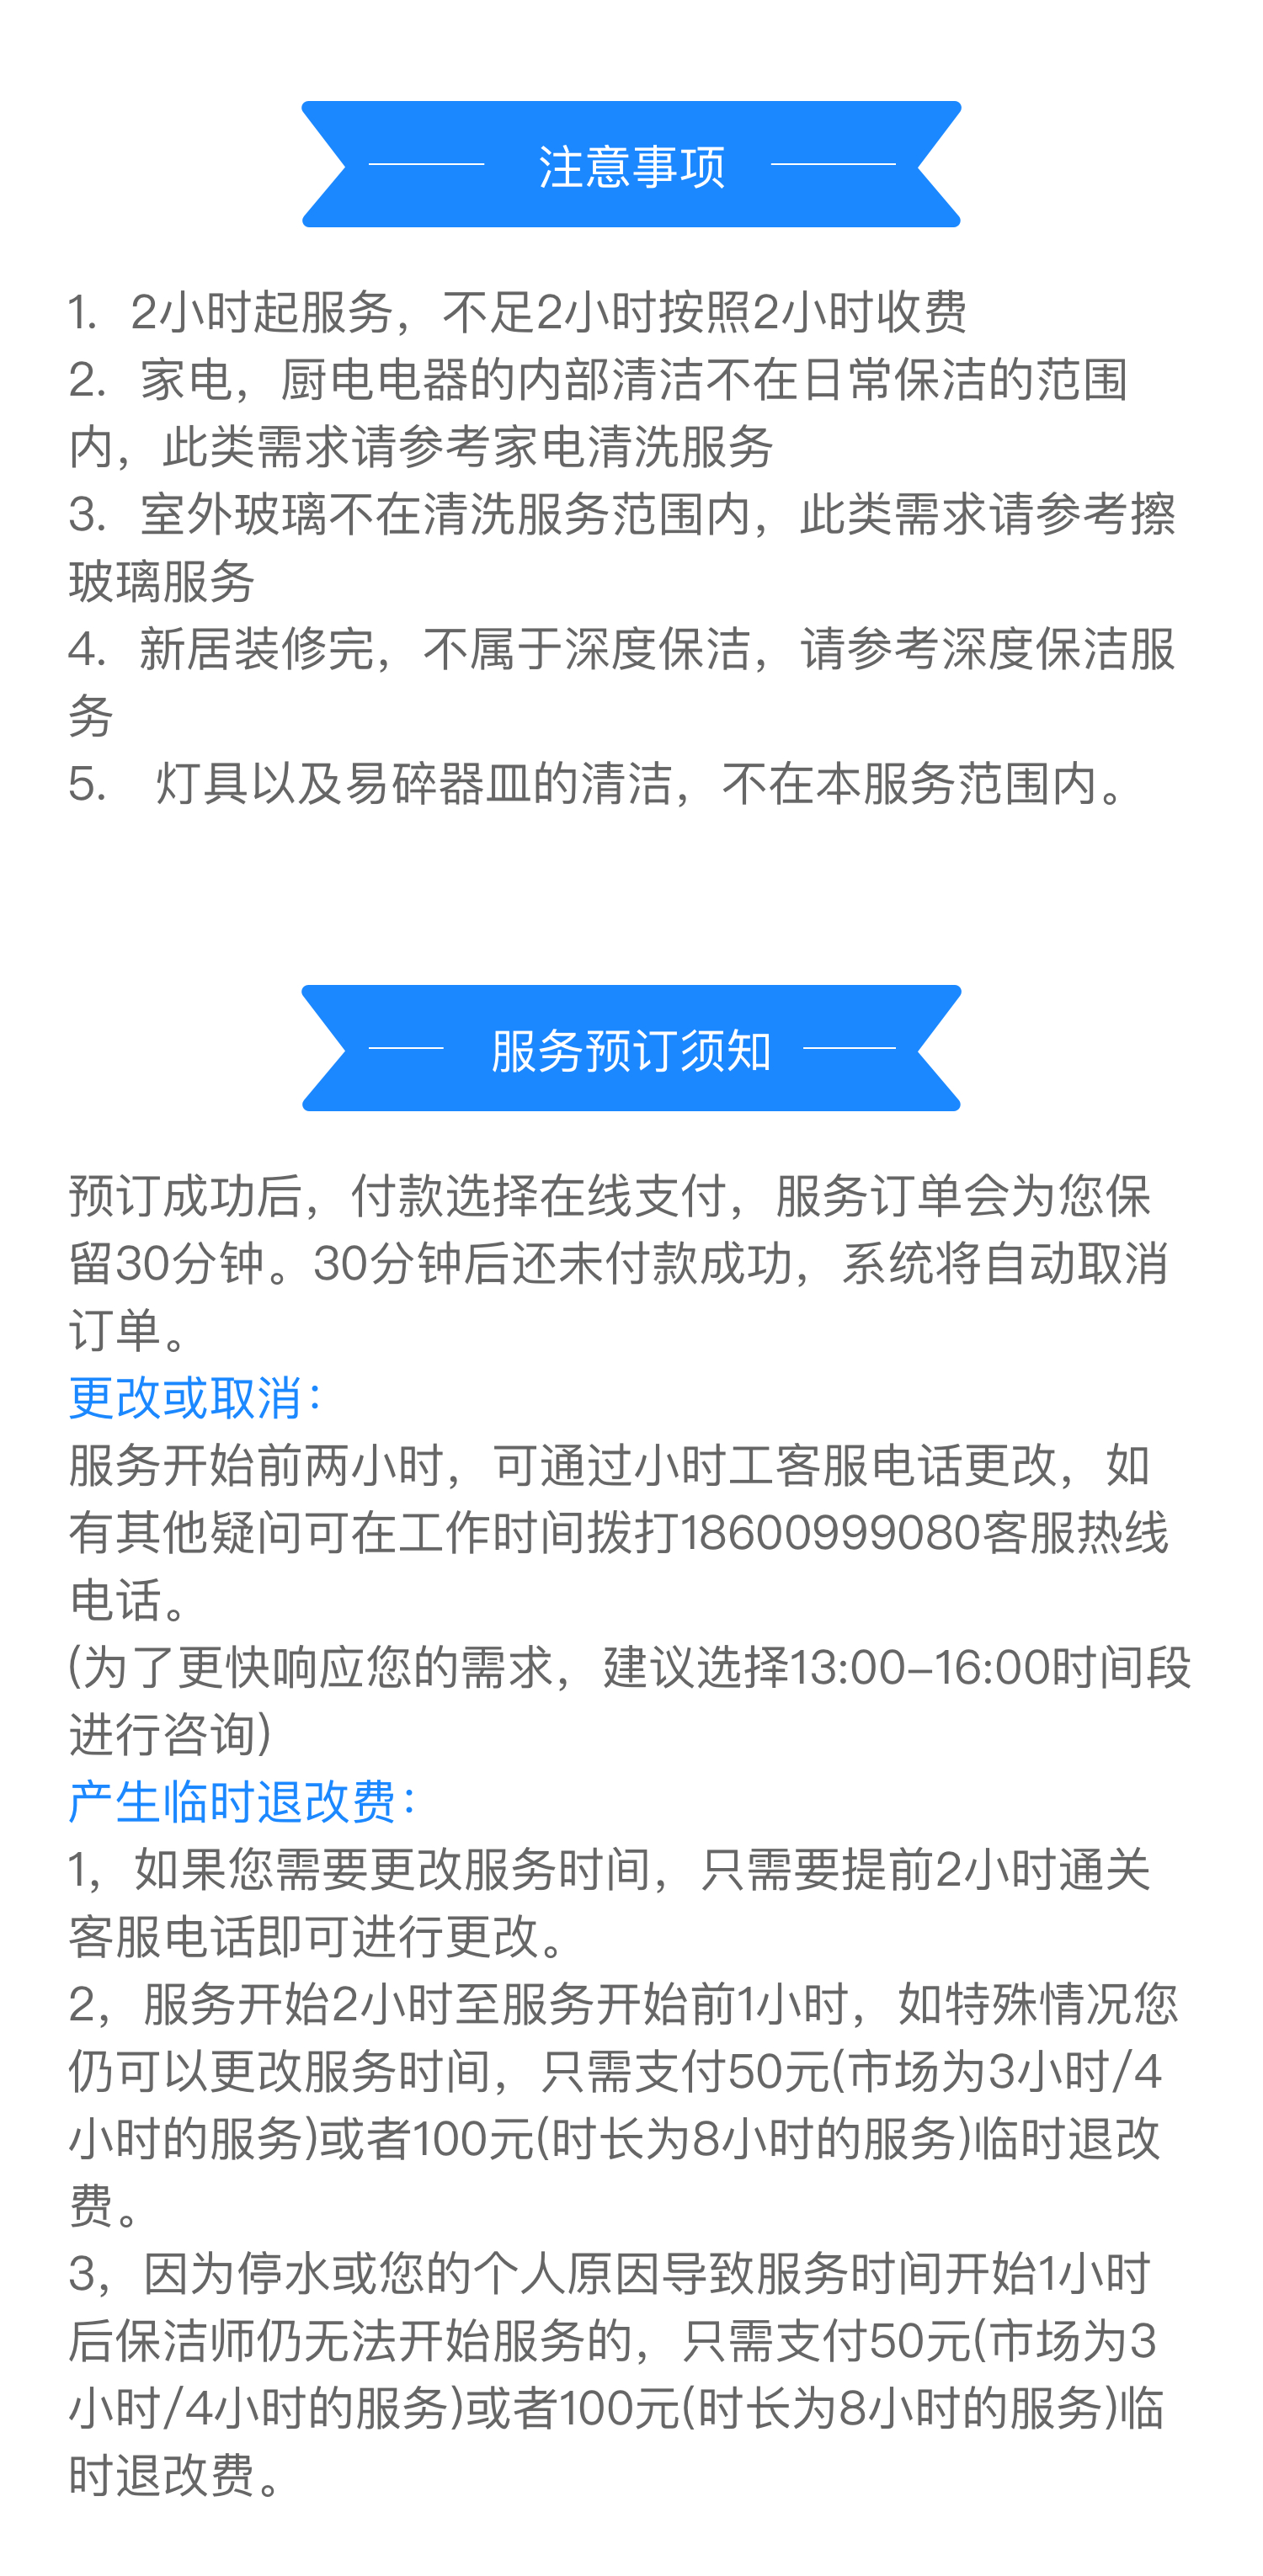 注意事项
1. 2小时起服务，不足2小时按照2小时收费
2. 家电，厨电电器的内部清洁不在日常保洁的范围
内，此类需求请参考家电清洗服务
3. 室外玻璃不在清洗服务范围内，此类需求请参考擦
玻璃服务
4. 新居装修完，不属于深度保洁，请参考深度保洁服
务
5. 灯具以及易碎器皿的清洁，不在本服务范围内。
服务预订须知
预订成功后，付款选择在线支付，服务订单会为您保
留30分钟。30分钟后还未付款成功，系统将自动取消
订单。
更改或取消：
服务开始前两小时，可通过小时工客服电话更改，如
有其他疑问可在工作时间拨打18600999080客服热线
电话。
(为了更快响应您的需求，建议选择13:00-16:00时间段
进行咨询)
产生临时退改费：
1，如果您需要更改服务时间，只需要提前2小时通关
客服电话即可进行更改。
2，服务开始2小时至服务开始前1小时，如特殊情况您
仍可以更改服务时间，只需支付50元(市场为3小时/4
小时的服务)或者100元(时长为8小时的服务)临时退改
费。
3，因为停水或您的个人原因导致服务时间开始1小时
后保洁师仍无法开始服务的，只需支付50元(市场为3
小时/4小时的服务)或者100元(时长为8小时的服务)临
时退改费。